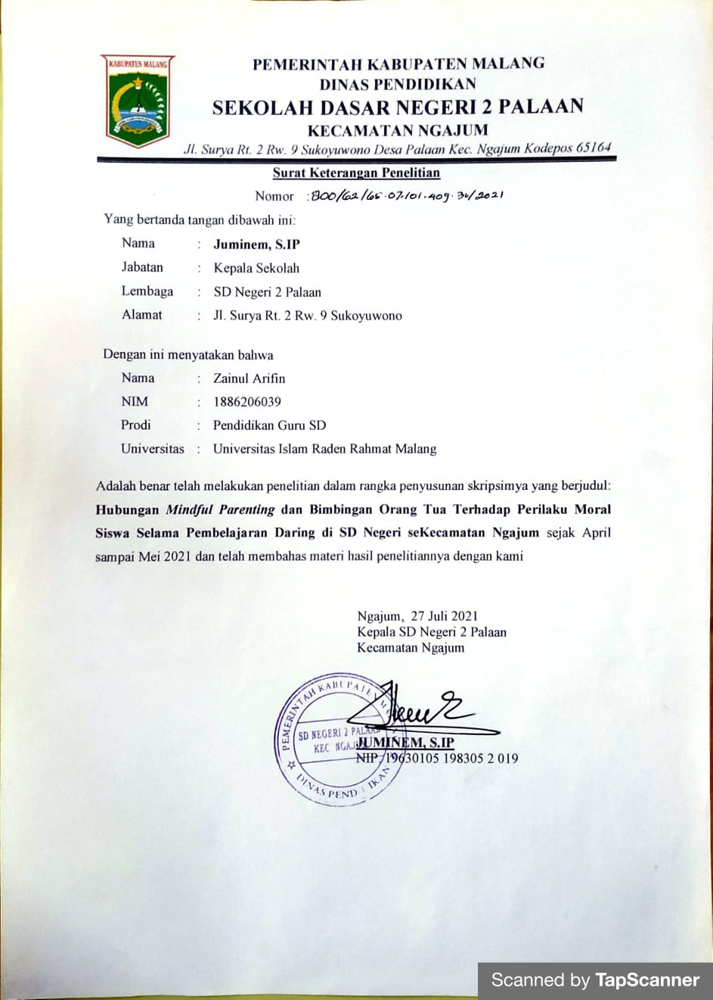 KABUPATEN MALANG
PEMERINTAH KABUPATEN MALANG
DINAS PENDIDIKAN
SEKOLAH DASAR NEGERI 2 PALAAN
KECAMATAN NGAJUM
Jl. Surya Rt. 2 Rw. 9 Sukoyuwono Desa Palaan Kec. Ngajum Kodepos 65164
Surat Keterangan Penelitian
Nomor : 800/62/65.07.101.409.34/2021
Yang bertanda tangan dibawah ini:
Nama : Juminem, S.IP
Jabatan : Kepala Sekolah
Lembaga : SD Negeri 2 Palaan
Alamat : Jl. Surya Rt. 2 Rw. 9 Sukoyuwono
Dengan ini menyatakan bahwa
Nama : Zainul Arifin
NIM : 1886206039
Prodi : Pendidikan Guru SD
Universitas : Universitas Islam Raden Rahmat Malang
Adalah benar telah melakukan penelitian dalam rangka penyusunan skripsimya yang berjudul:
Hubungan Mindful Parenting dan Bimbingan Orang Tua Terhadap Perilaku Moral
Siswa Selama Pembelajaran Daring di SD Negeri seKecamatan Ngajum sejak April
sampai Mei 2021 dan telah membahas materi hasil penelitiannya dengan kami
Ngajum, 27 Juli 2021
Kepala SD Negeri 2 Palaan
Kecamatan Ngajum
PEMERINTAH KABUPATEN
SD NEGERI 2 PALAAN
KEC NGAJUM
DINAS PENDIDIKAN
JUMINEM, S.IP
NIP. 19630105 198305 2 019
Scanned by TapScanner